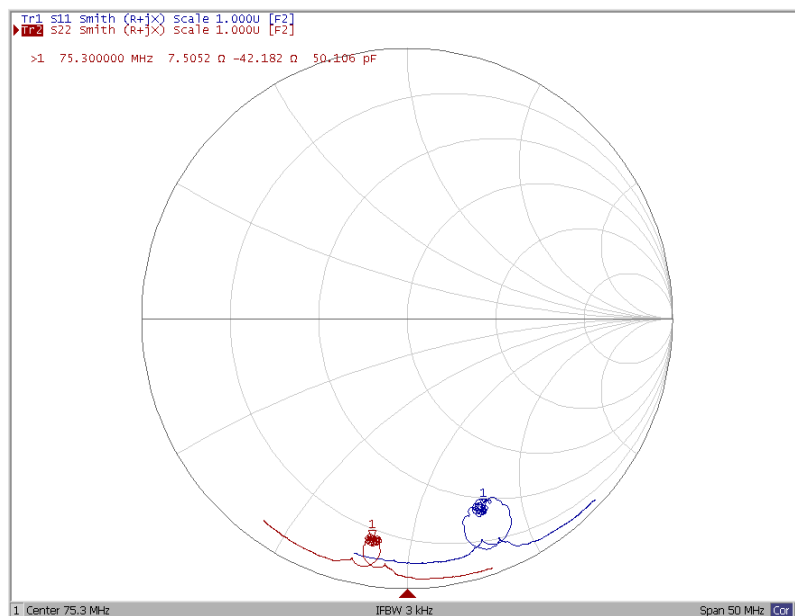 Tr1 S11 Smith (R+jX) Scale 1.000U [F2]
Tr2 S22 Smith (R+jX) Scale 1.000U [F2]
>1 75.300000 MHz 7.5052 Ω -42.182 Ω 50.106 pF
1
1
1 Center 75.3 MHz IFBW 3 kHz Span 50 MHz Cor